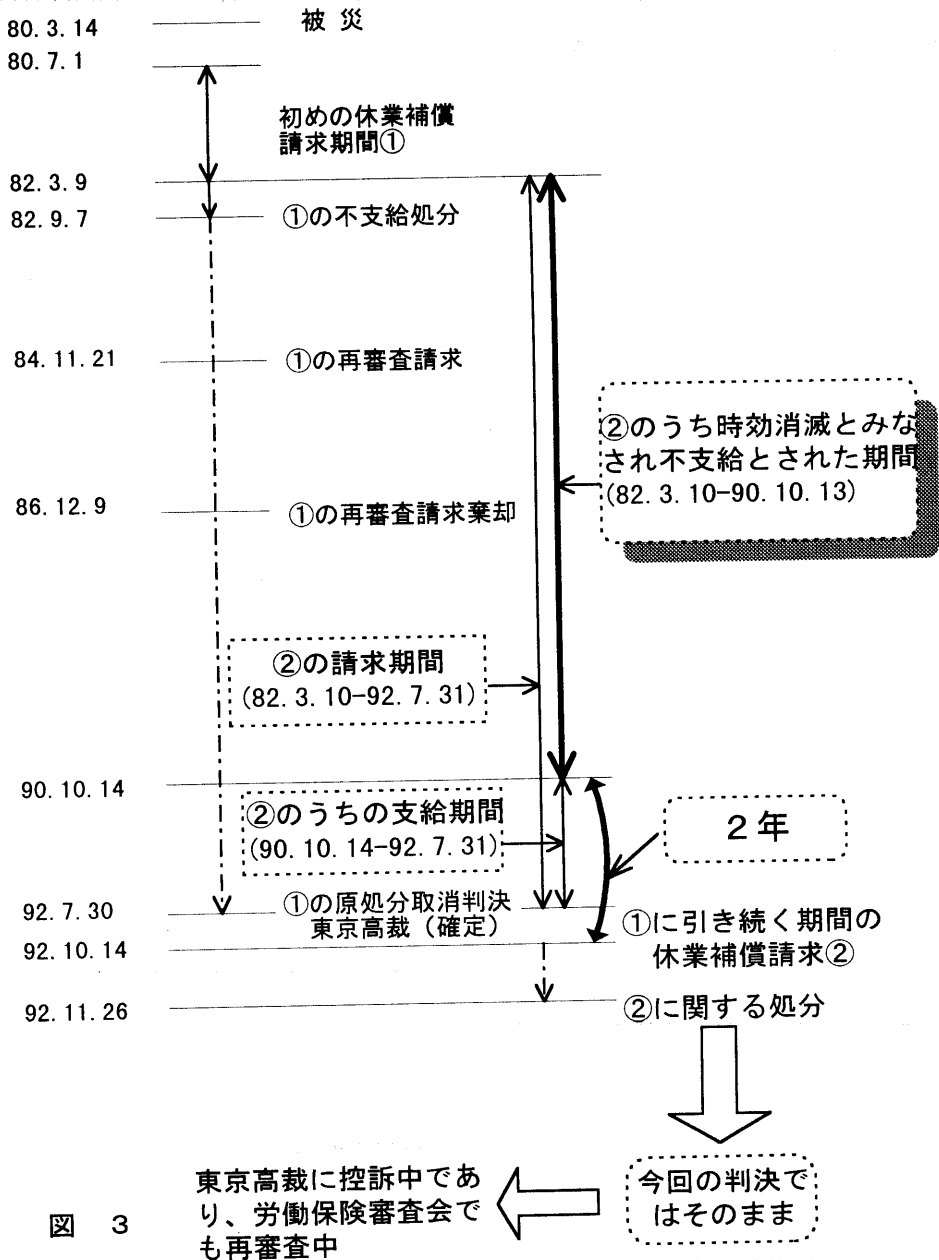 80.3.14
被 災
80.7.1
初めの休業補償
請求期間①
82.3.9
82.9.7
①の不支給処分
84.11.21
①の再審査請求
②のうち時効消滅とみな
され不支給とされた期間
(82.3.10-90.10.13)
86.12.9
①の再審査請求棄却
②の請求期間
(82.3.10-92.7.31)
90.10.14
②のうちの支給期間
(90.10.14-92.7.31)
2年
92.7.30
①の原処分取消判決
東京高裁（確定）
92.10.14
①に引き続く期間の
休業補償請求②
92.11.26
②に関する処分
今回の判決で
はそのまま
東京高裁に控訴中であ
り、労働保険審査会で
も再審査中
図 3